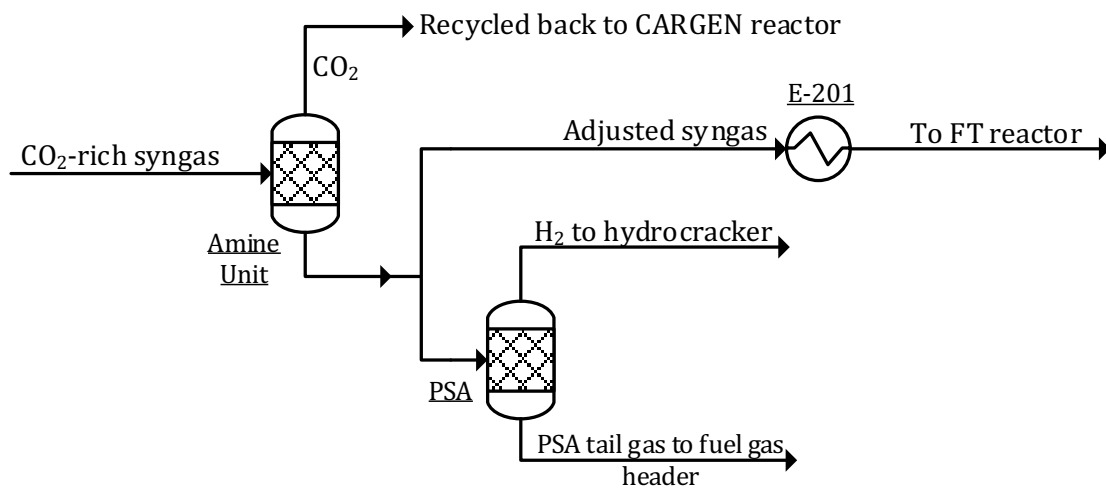 Recycled back to CARGEN reactor
CO₂
E-201
CO₂-rich syngas
Adjusted syngas
To FT reactor
Amine
Unit
H₂ to hydrocracker
PSA
PSA tail gas to fuel gas
header